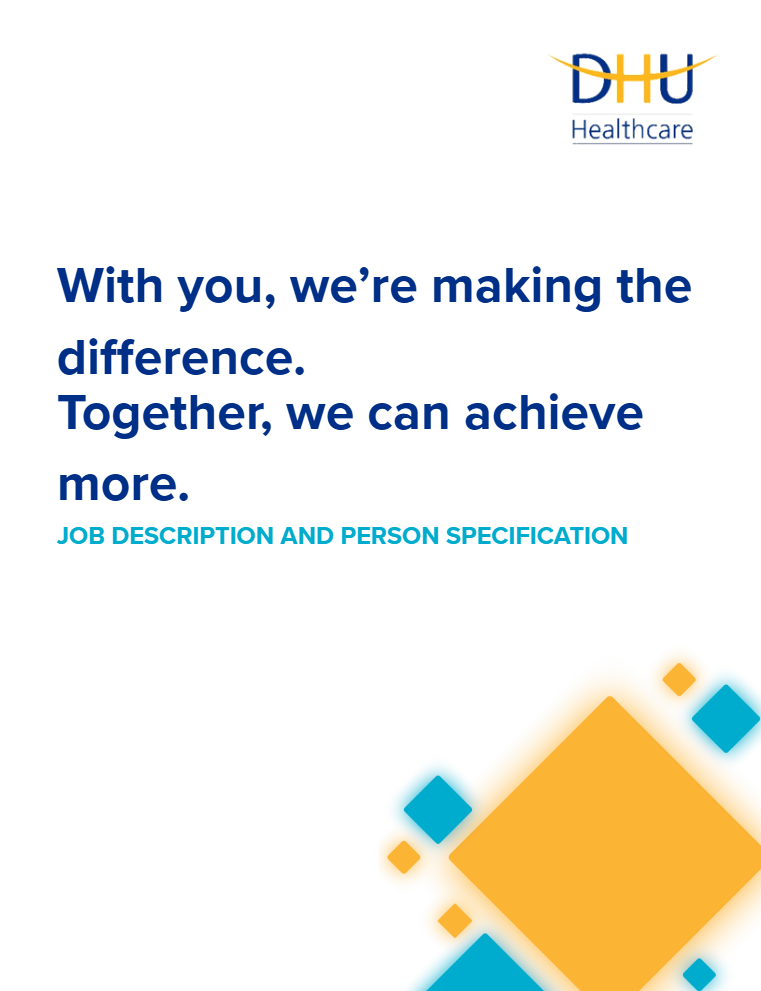 DHU
Healthcare
With you, we’re making the
difference.
Together, we can achieve
more.
JOB DESCRIPTION AND PERSON SPECIFICATION